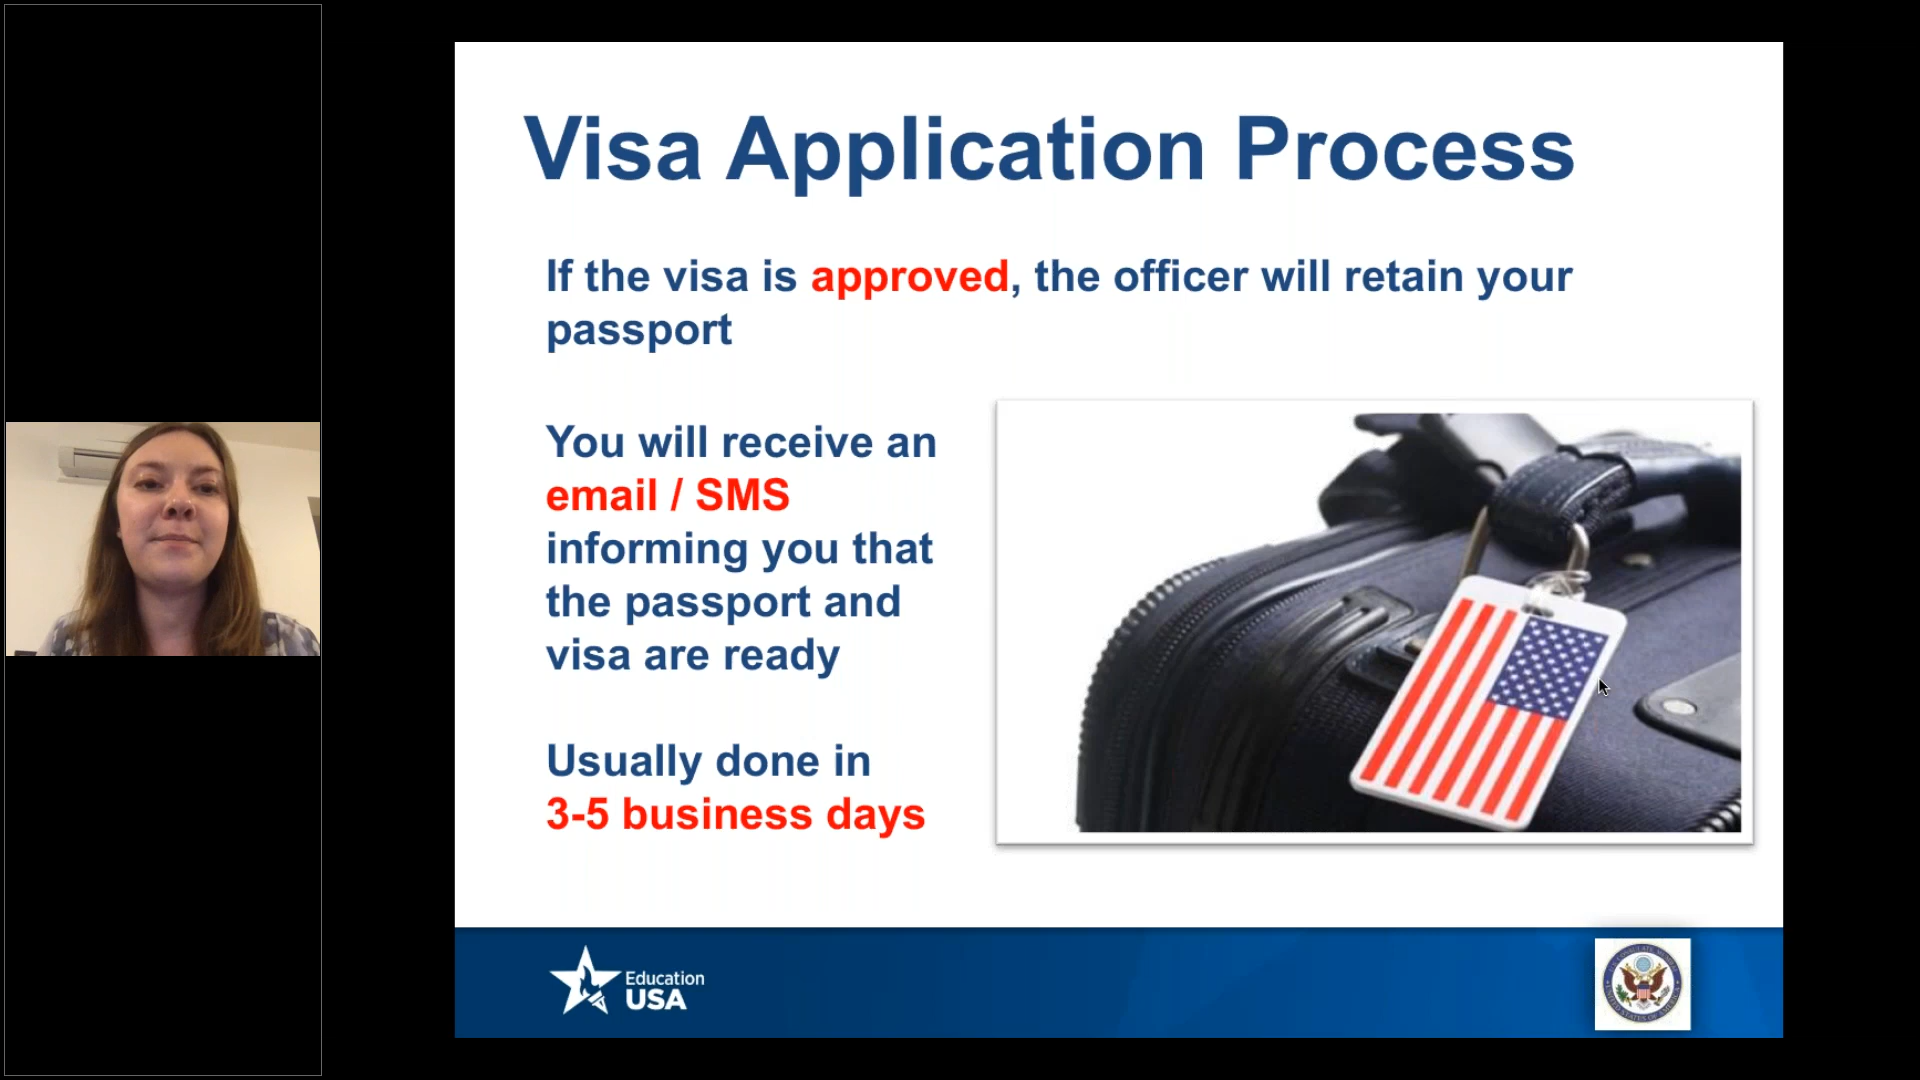 Visa Application Process
If the visa is approved, the officer will retain your
passport
You will receive an
email / SMS
informing you that
the passport and
visa are ready
Usually done in
3-5 business days
Education
USA